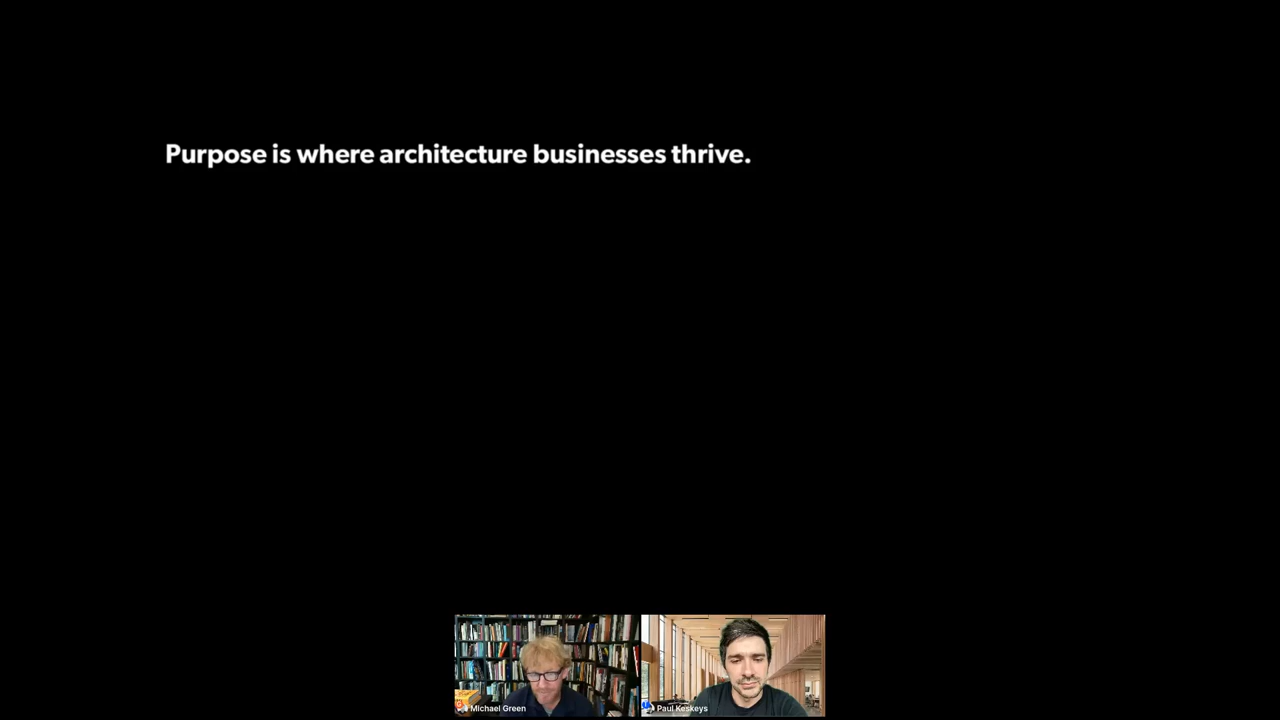 Purpose is where architecture businesses thrive.
Michael Green
Paul Keskeys